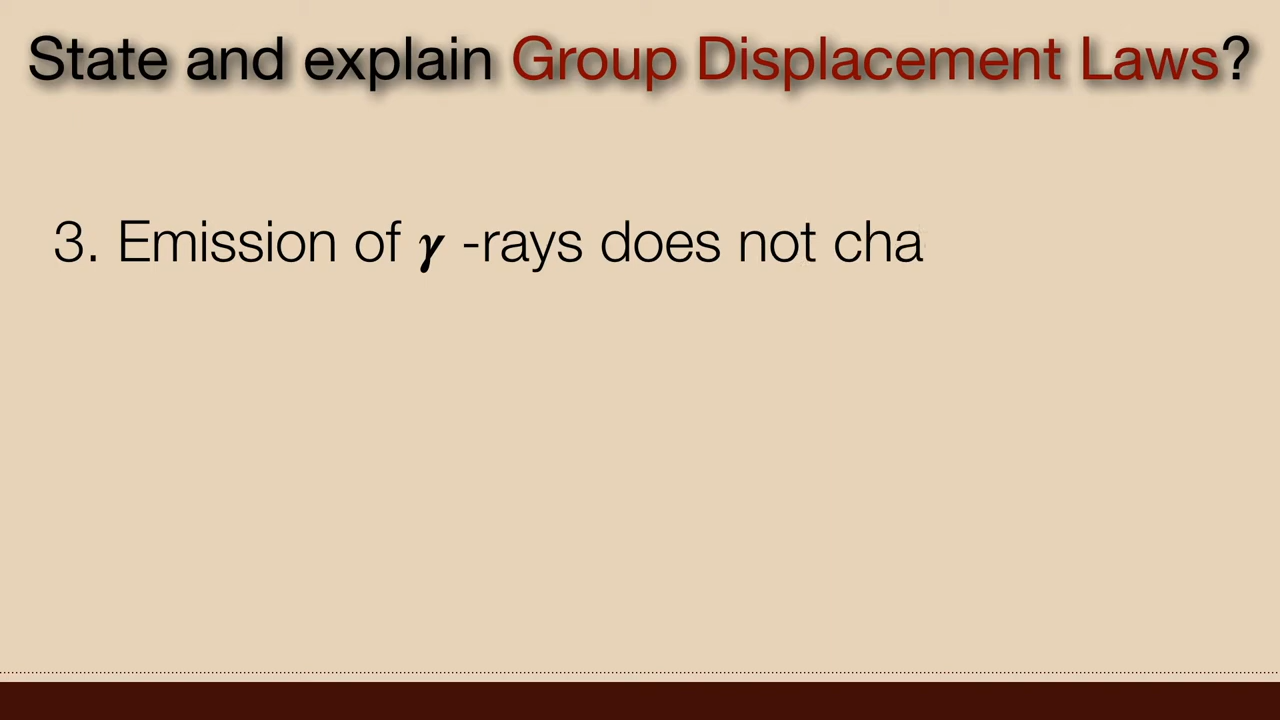 State and explain Group Displacement Laws?
3. Emission of γ -rays does not cha